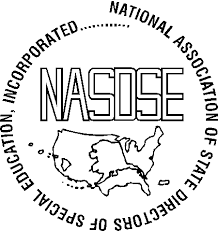 NATIONAL ASSOCIATION OF STATE DIRECTORS OF SPECIAL EDUCATION, INCORPORATED...........
NASDSE